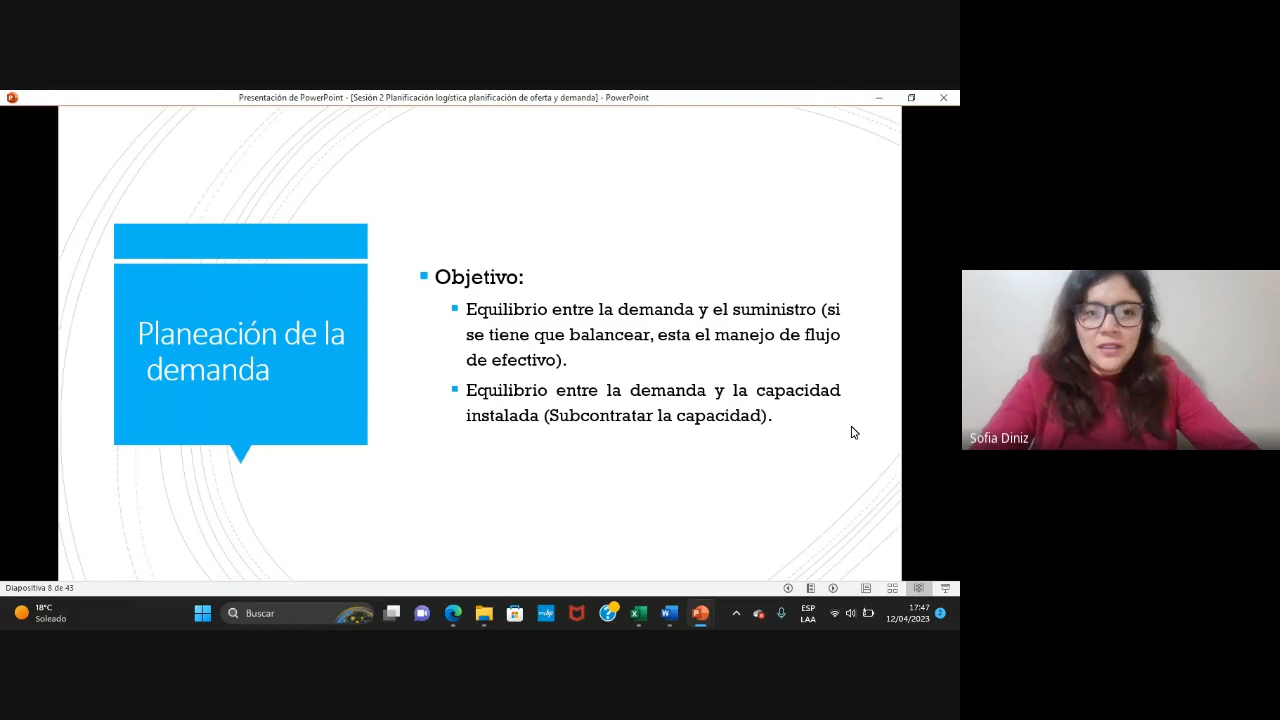 Presentación de PowerPoint - [Sesión 2 Planificación logística planificación de oferta y demanda] - PowerPoint
Planeación de la
demanda
Objetivo:
Equilibrio entre la demanda y el suministro (si
se tiene que balancear, esta el manejo de flujo
de efectivo).
Equilibrio entre la demanda y la capacidad
instalada (Subcontratar la capacidad).
Sofia Diniz
Diapositiva 8 de 43
18°C
Soleado
Buscar
ESP
LAA
17:47
12/04/2023
2